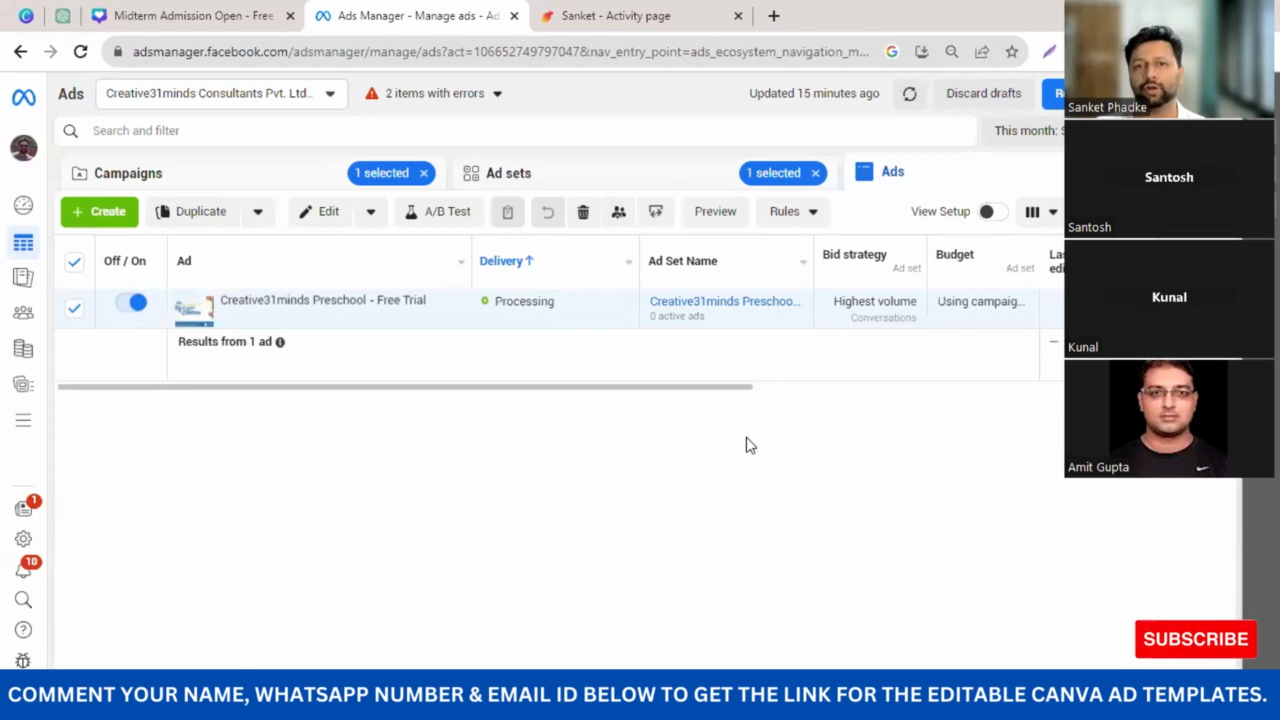 Midterm Admission Open - Free
Ads Manager - Manage ads - Ad
Sanket - Activity page
adsmanager.facebook.com/adsmanager/manage/ads?act=1066527497970478&nav_entry_point=ads_ecosystem_navigation_m...
Ads
Creative31minds Consultants Pvt. Ltd...
2 items with errors
Updated 15 minutes ago
Discard drafts
Sanket Phadke
Search and filter
This month: S
Campaigns
1 selected
Ad sets
1 selected
Ads
Santosh
Santosh
Create
Duplicate
Edit
A/B Test
Preview
Rules
View Setup
Off / On
Ad
Delivery ↑
Ad Set Name
Bid strategy
Ad set
Budget
Ad set
Las
edi
Creative31minds Preschool - Free Trial
Processing
Creative31minds Preschoo...
0 active ads
Highest volume
Conversations
Using campaig...
Results from 1 ad
—
Kunal
Kunal
Amit Gupta
1
10
SUBSCRIBE
COMMENT YOUR NAME, WHATSAPP NUMBER & EMAIL ID BELOW TO GET THE LINK FOR THE EDITABLE CANVA AD TEMPLATES.